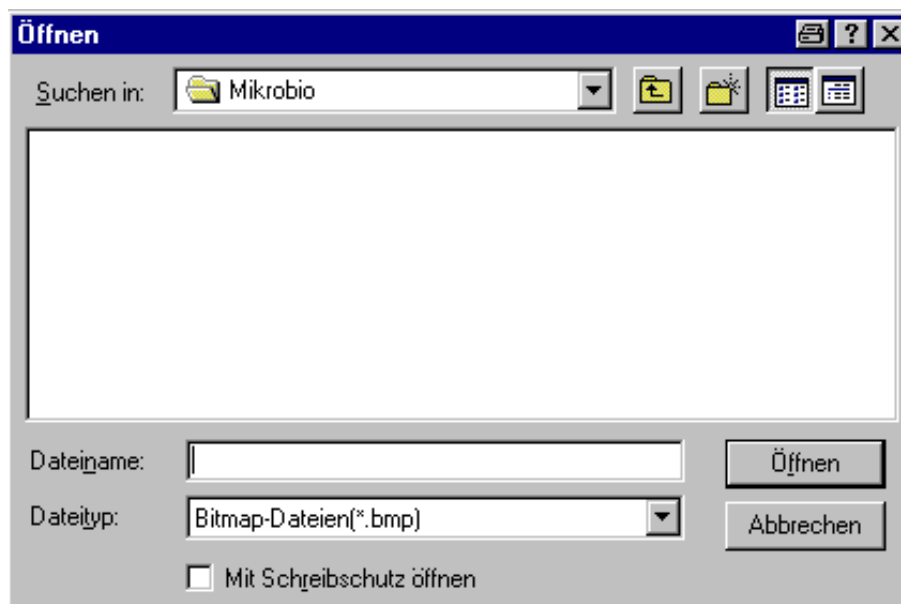 Öffnen
?
Suchen in:
Mikrobio
Dateiname:
Öffnen
Dateityp:
Bitmap-Dateien(*.bmp)
Abbrechen
Mit Schreibschutz öffnen